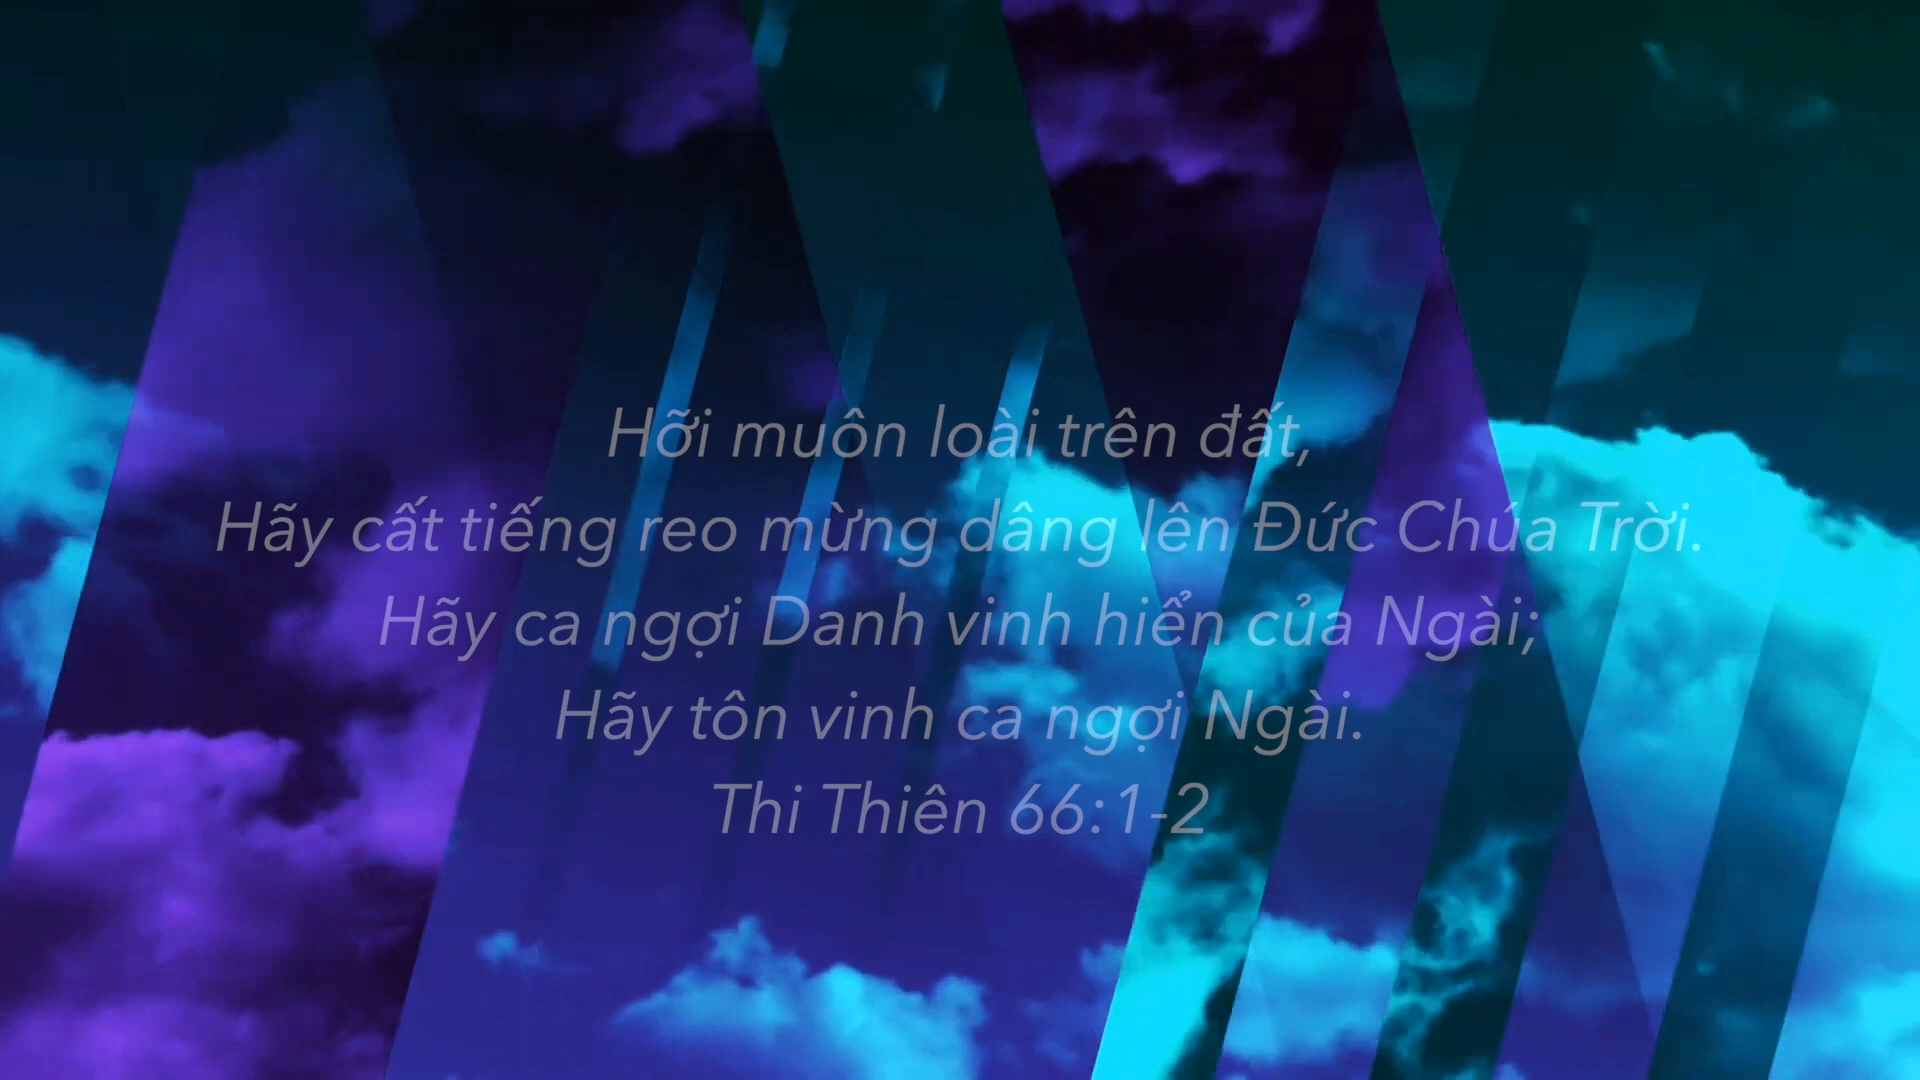 Hỡi muôn loài trên đất,
Hãy cất tiếng reo mừng dâng lên Đức Chúa Trời.
Hãy ca ngợi Danh vinh hiển của Ngài;
Hãy tôn vinh ca ngợi Ngài.
Thi Thiên 66:1-2